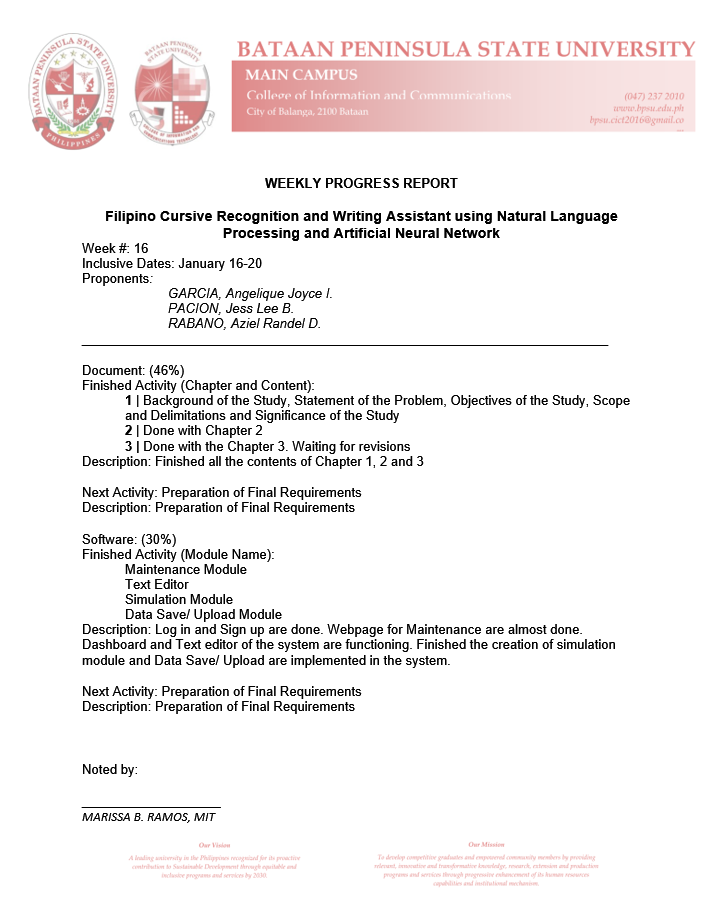 BATAAN PENINSULA STATE UNIVERSITY
MAIN CAMPUS
College of Information and Communications
City of Balanga, 2100 Bataan
(047) 237 2010
www.bpsu.edu.ph
bpsu.cict2016@gmail.co
BATAAN PENINSULA STATE UNIVERSITY
PHILIPPINES
WEEKLY PROGRESS REPORT
Filipino Cursive Recognition and Writing Assistant using Natural Language
Processing and Artificial Neural Network
Week #: 16
Inclusive Dates: January 16-20
Proponents:
GARCIA, Angelique Joyce I.
PACION, Jess Lee B.
RABANO, Aziel Randel D.
Document: (46%)
Finished Activity (Chapter and Content):
1 | Background of the Study, Statement of the Problem, Objectives of the Study, Scope
and Delimitations and Significance of the Study
2 | Done with Chapter 2
3 | Done with the Chapter 3. Waiting for revisions
Description: Finished all the contents of Chapter 1, 2 and 3
Next Activity: Preparation of Final Requirements
Description: Preparation of Final Requirements
Software: (30%)
Finished Activity (Module Name):
Maintenance Module
Text Editor
Simulation Module
Data Save/ Upload Module
Description: Log in and Sign up are done. Webpage for Maintenance are almost done.
Dashboard and Text editor of the system are functioning. Finished the creation of simulation
module and Data Save/ Upload are implemented in the system.
Next Activity: Preparation of Final Requirements
Description: Preparation of Final Requirements
Noted by:
MARISSA B. RAMOS, MIT
Our Vision
A leading university in the Philippines recognized for its proactive
contribution to Sustainable Development through equitable and
inclusive programs and services by 2030.
Our Mission
To develop competitive graduates and empowered community members by providing
relevant, innovative and transformative knowledge, research, extension and production
programs and services through progressive enhancement of its human resources
capabilities and institutional mechanism.